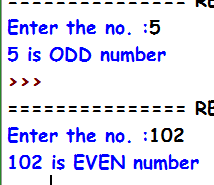 Enter the no. :5
5 is ODD number
>>>
=============== RE
Enter the no. :102
102 is EVEN number